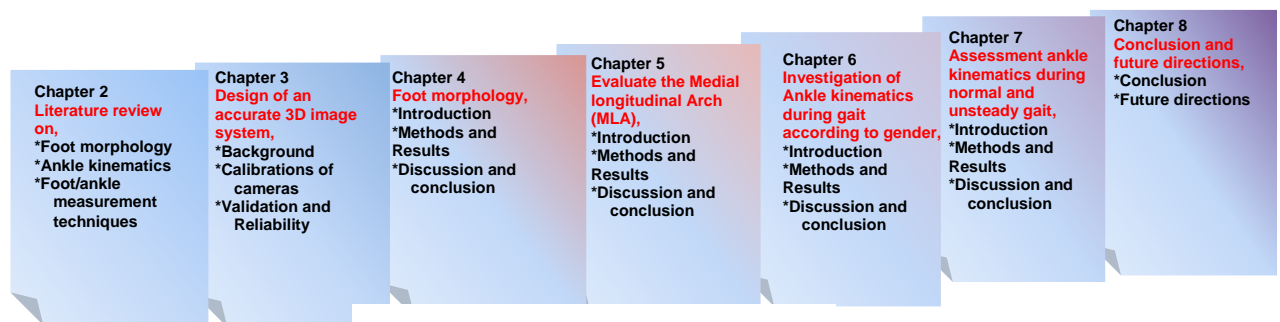 Chapter 2
Literature review
on,
*Foot morphology
*Ankle kinematics
*Foot/ankle
measurement
techniques
Chapter 3
Design of an
accurate 3D image
system,
*Background
*Calibrations of
cameras
*Validation and
Reliability
Chapter 4
Foot morphology,
*Introduction
*Methods and
Results
*Discussion and
conclusion
Chapter 5
Evaluate the Medial
longitudinal Arch
(MLA),
*Introduction
*Methods and
Results
*Discussion and
conclusion
Chapter 6
Investigation of
Ankle kinematics
during gait
according to gender,
*Introduction
*Methods and
Results
*Discussion and
conclusion
Chapter 7
Assessment ankle
kinematics during
normal and
unsteady gait,
*Introduction
*Methods and
Results
*Discussion and
conclusion
Chapter 8
Conclusion and
future directions,
*Conclusion
*Future directions